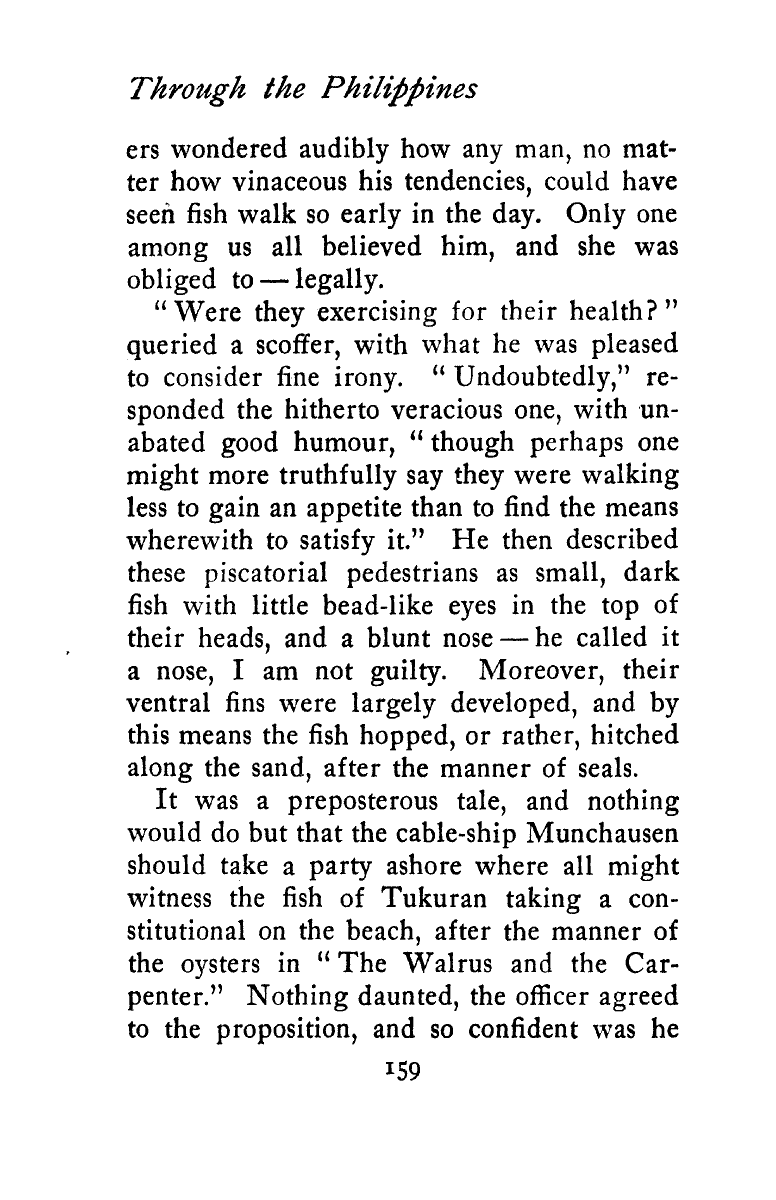 Through the Philippines
ers wondered audibly how any man, no mat-
ter how vinaceous his tendencies, could have
seen fish walk so early in the day. Only one
among us all believed him, and she was
obliged to — legally.
“ Were they exercising for their health? ”
queried a scoffer, with what he was pleased
to consider fine irony. “ Undoubtedly,” re-
sponded the hitherto veracious one, with un-
abated good humour, “ though perhaps one
might more truthfully say they were walking
less to gain an appetite than to find the means
wherewith to satisfy it.” He then described
these piscatorial pedestrians as small, dark
fish with little bead-like eyes in the top of
their heads, and a blunt nose — he called it
a nose, I am not guilty. Moreover, their
ventral fins were largely developed, and by
this means the fish hopped, or rather, hitched
along the sand, after the manner of seals.
It was a preposterous tale, and nothing
would do but that the cable-ship Munchausen
should take a party ashore where all might
witness the fish of Tukuran taking a con-
stitutional on the beach, after the manner of
the oysters in “ The Walrus and the Car-
penter.” Nothing daunted, the officer agreed
to the proposition, and so confident was he
159